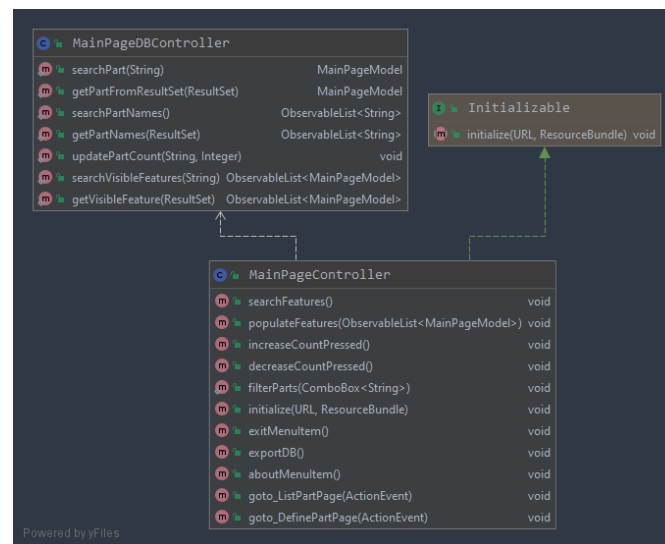 MainPageDBController
searchPart(String) MainPageModel
getPartFromResultSet(ResultSet) MainPageModel
searchPartNames() ObservableList<String>
getPartNames(ResultSet) ObservableList<String>
updatePartCount(String, Integer) void
searchVisibleFeatures(String) ObservableList<MainPageModel>
getVisibleFeature(ResultSet) ObservableList<MainPageModel>
Initializable
initialize(URL, ResourceBundle) void
MainPageController
searchFeatures() void
populateFeatures(ObservableList<MainPageModel>) void
increaseCountPressed() void
decreaseCountPressed() void
filterParts(ComboBox<String>) void
initialize(URL, ResourceBundle) void
exitMenuItem() void
exportDB() void
aboutMenuItem() void
goto_ListPartPage(ActionEvent) void
goto_DefinePartPage(ActionEvent) void
Powered by yFiles